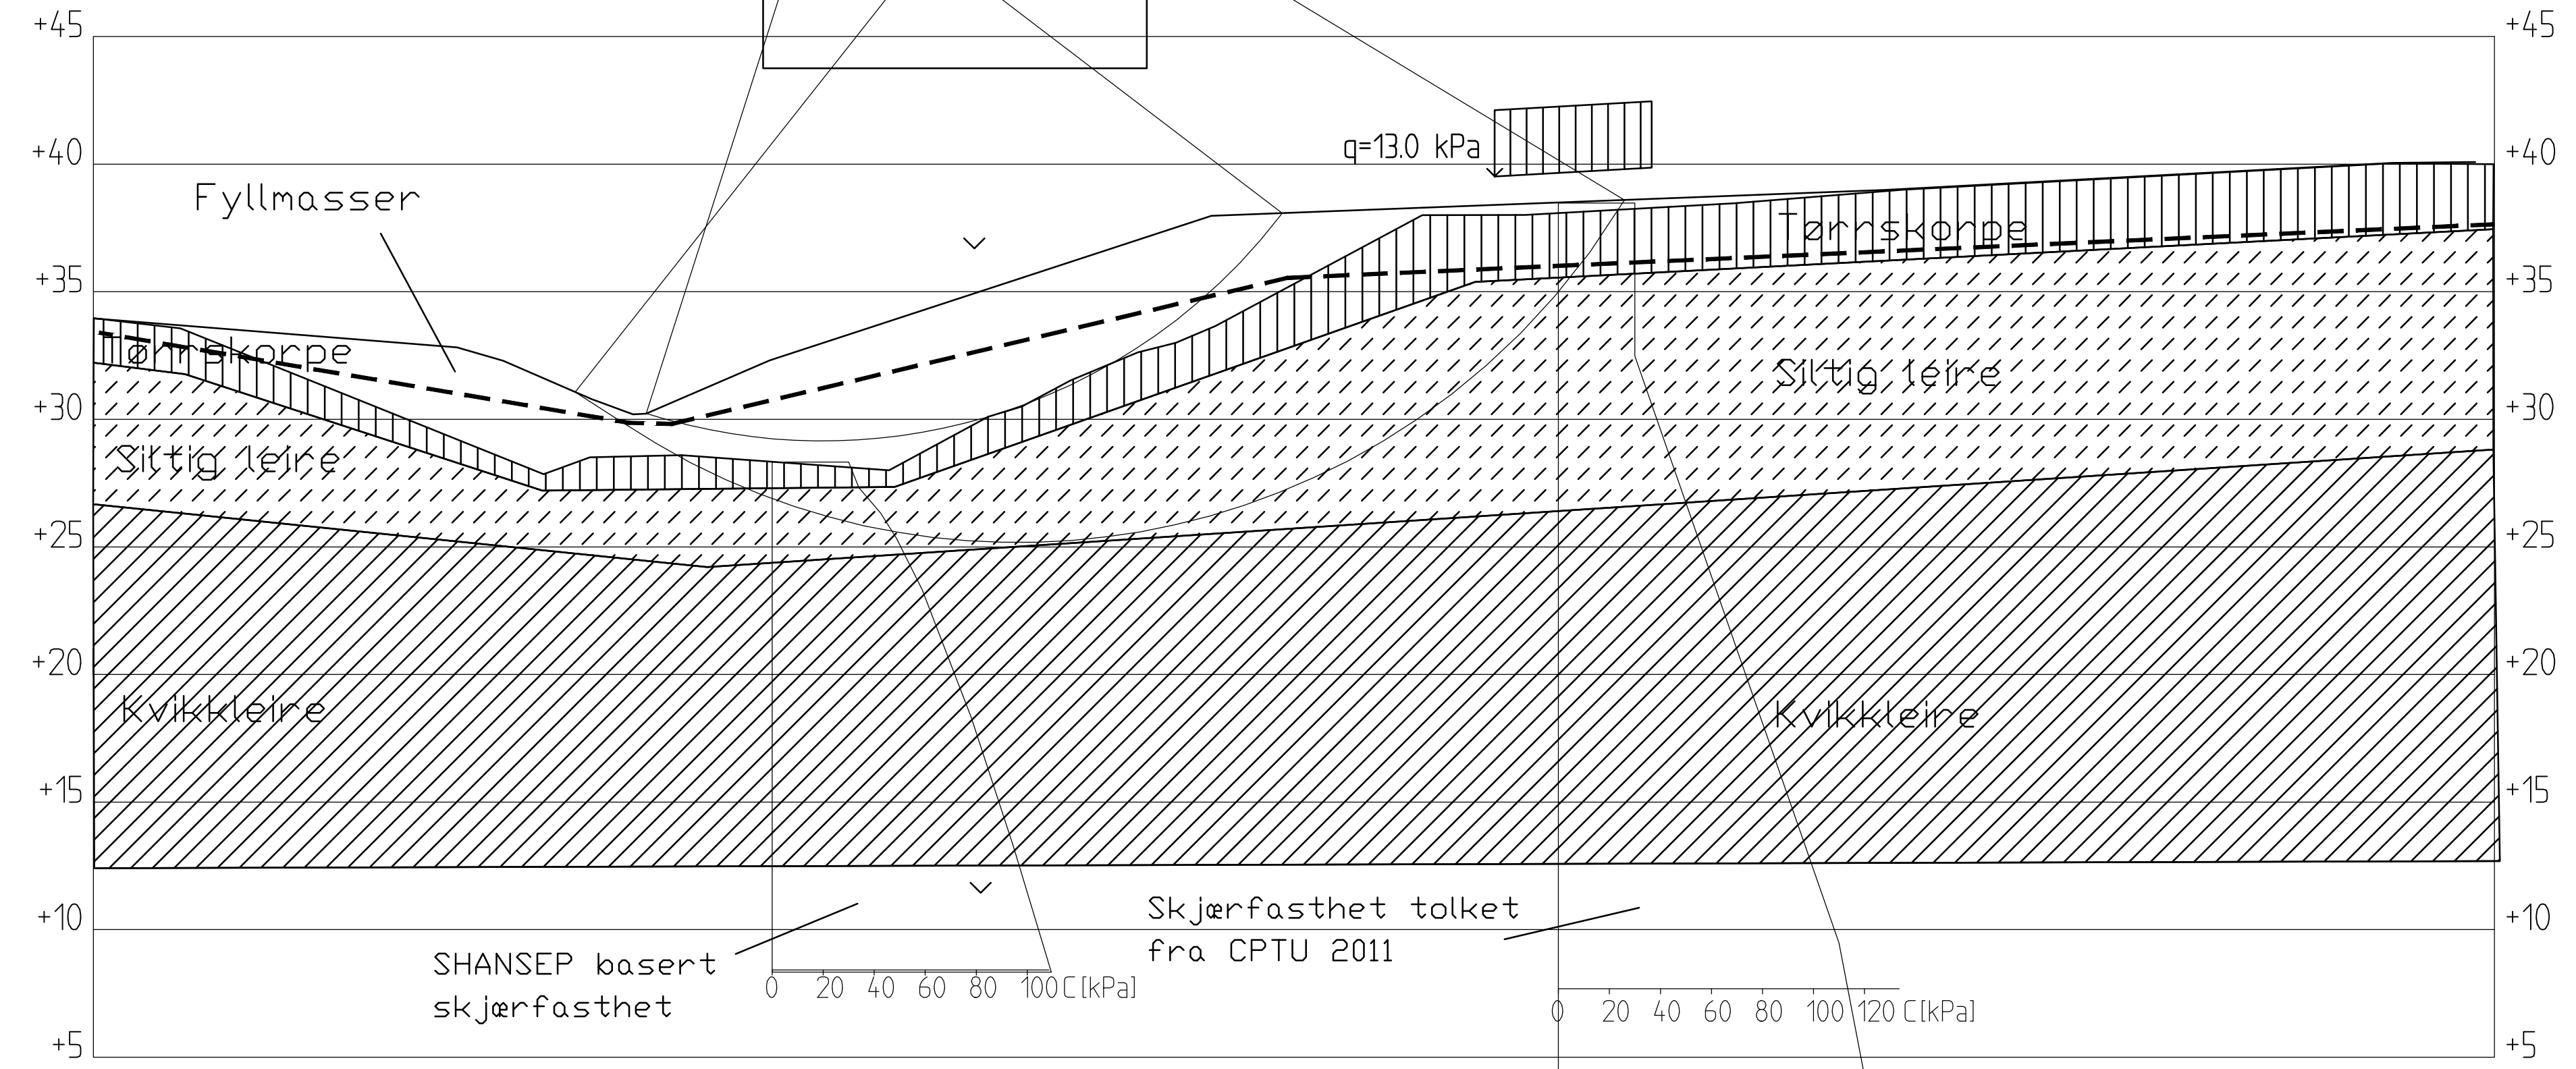 +45
+45
q=13.0 kPa
+40
+40
Fyllmasser
Tørrskorpe
+35
+35
Tørrskorpe
Siltig leire
+30
+30
Siltig leire
+25
+25
+20
+20
Kvikkleire
Kvikkleire
+15
+15
+10
+10
Skjærfasthet tolket
fra CPTU 2011
SHANSEP basert
skjærfasthet
0 20 40 60 80 100 C[kPa]
0 20 40 60 80 100 120 C[kPa]
+5
+5